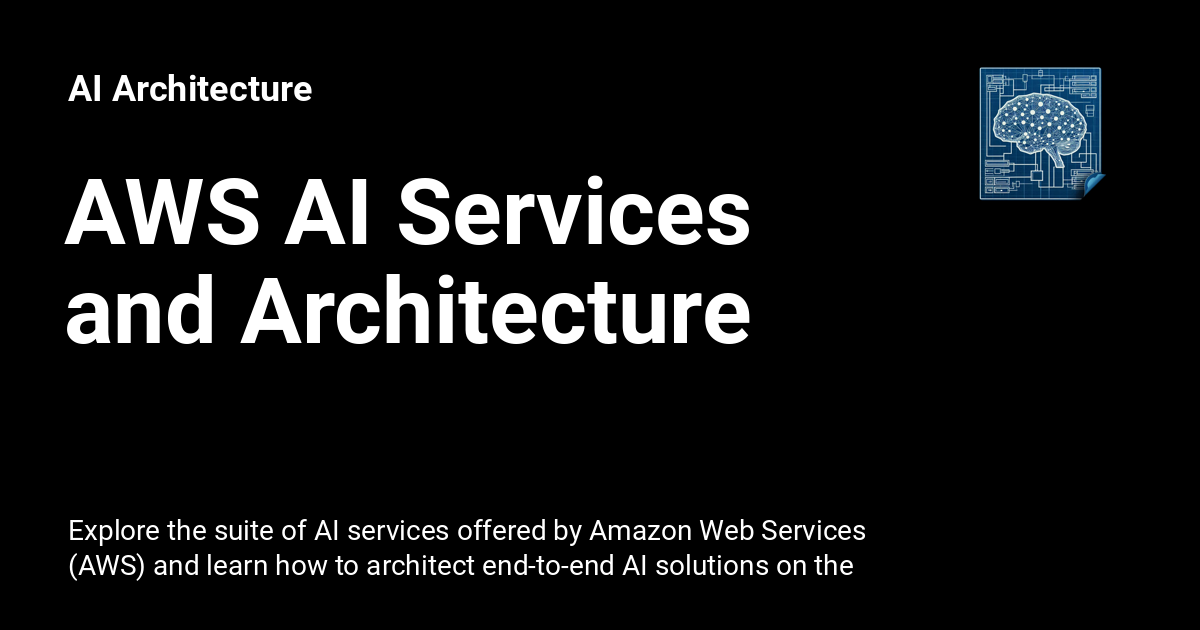 AI Architecture
AWS AI Services
and Architecture
Explore the suite of AI services offered by Amazon Web Services
(AWS) and learn how to architect end-to-end AI solutions on the